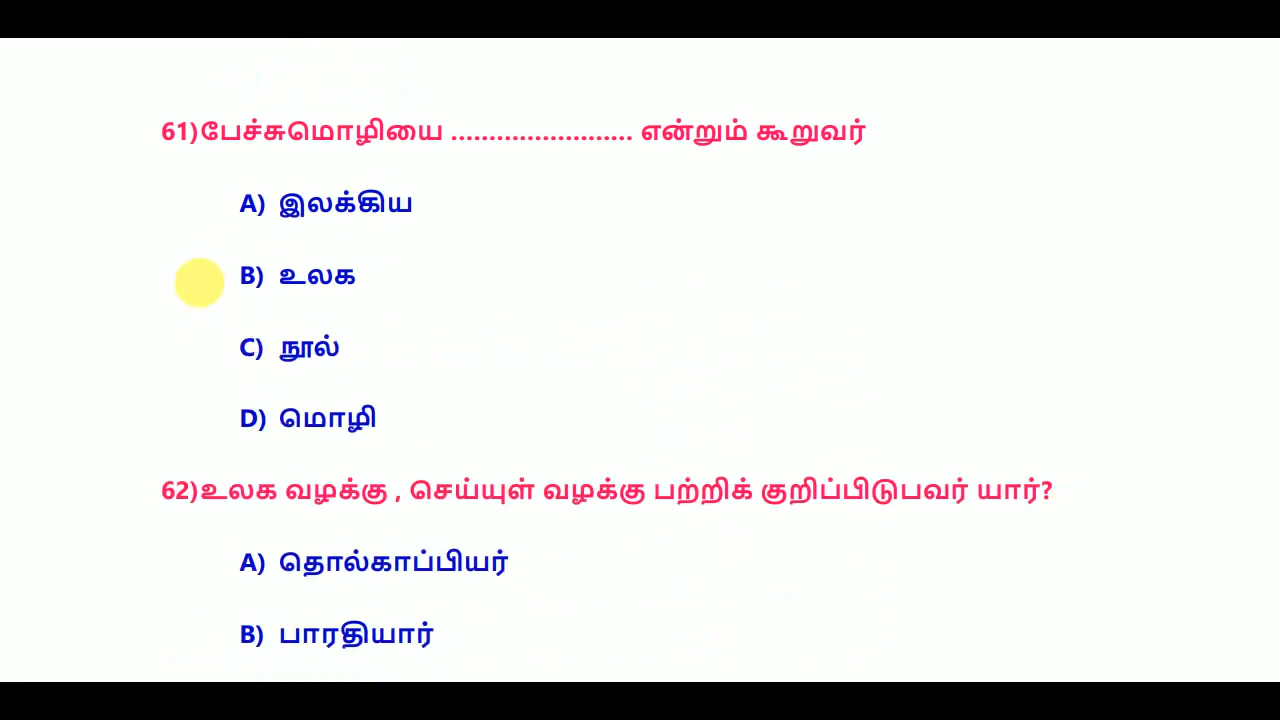 61)பேச்சுமொழியை ........................ என்றும் கூறுவர்
A) இலக்கிய
B) உலக
C) நூல்
D) மொழி
62)உலக வழக்கு , செய்யுள் வழக்கு பற்றிக் குறிப்பிடுபவர் யார்?
A) தொல்காப்பியர்
B) பாரதியார்